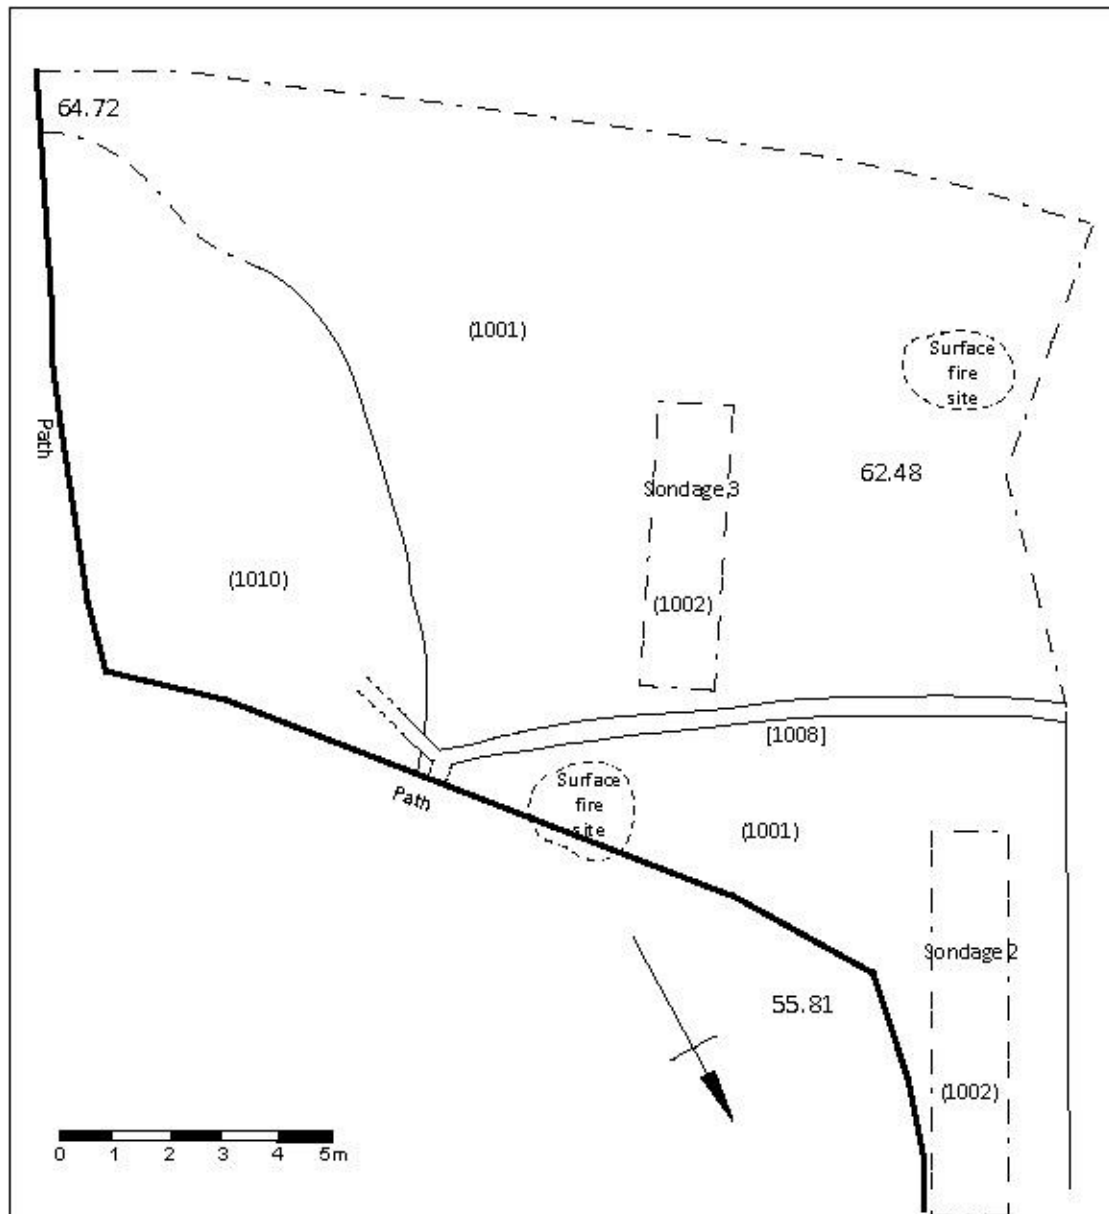 64.72
(1001)
Surface
fire
site
Path
62.48
Sondage 3
(1010)
(1002)
[1008]
Surface
fire
site
Path
(1001)
Sondage 2
55.81
(1002)
0 1 2 3 4 5m